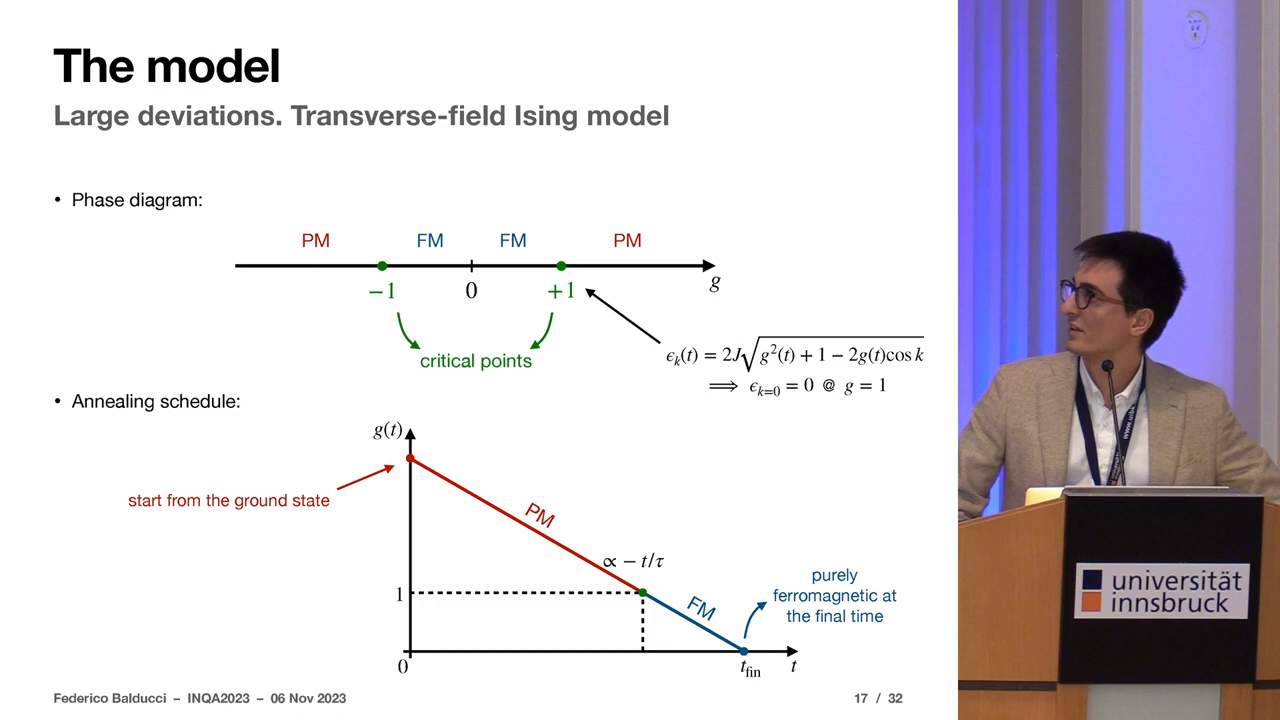 The model
Large deviations. Transverse-field Ising model
• Phase diagram:
PM FM FM PM
−1 0 +1 g
critical points
ϵₖ(t) = 2J√(g²(t) + 1 − 2g(t)cos k)
⟹ ϵₖ₌₀ = 0 @ g = 1
• Annealing schedule:
g(t)
start from the ground state
PM
∝ − t/τ
1
FM
purely
ferromagnetic at
the final time
0 t_fin t
Federico Balducci – INQA2023 – 06 Nov 2023 17 / 32
universität
innsbruck